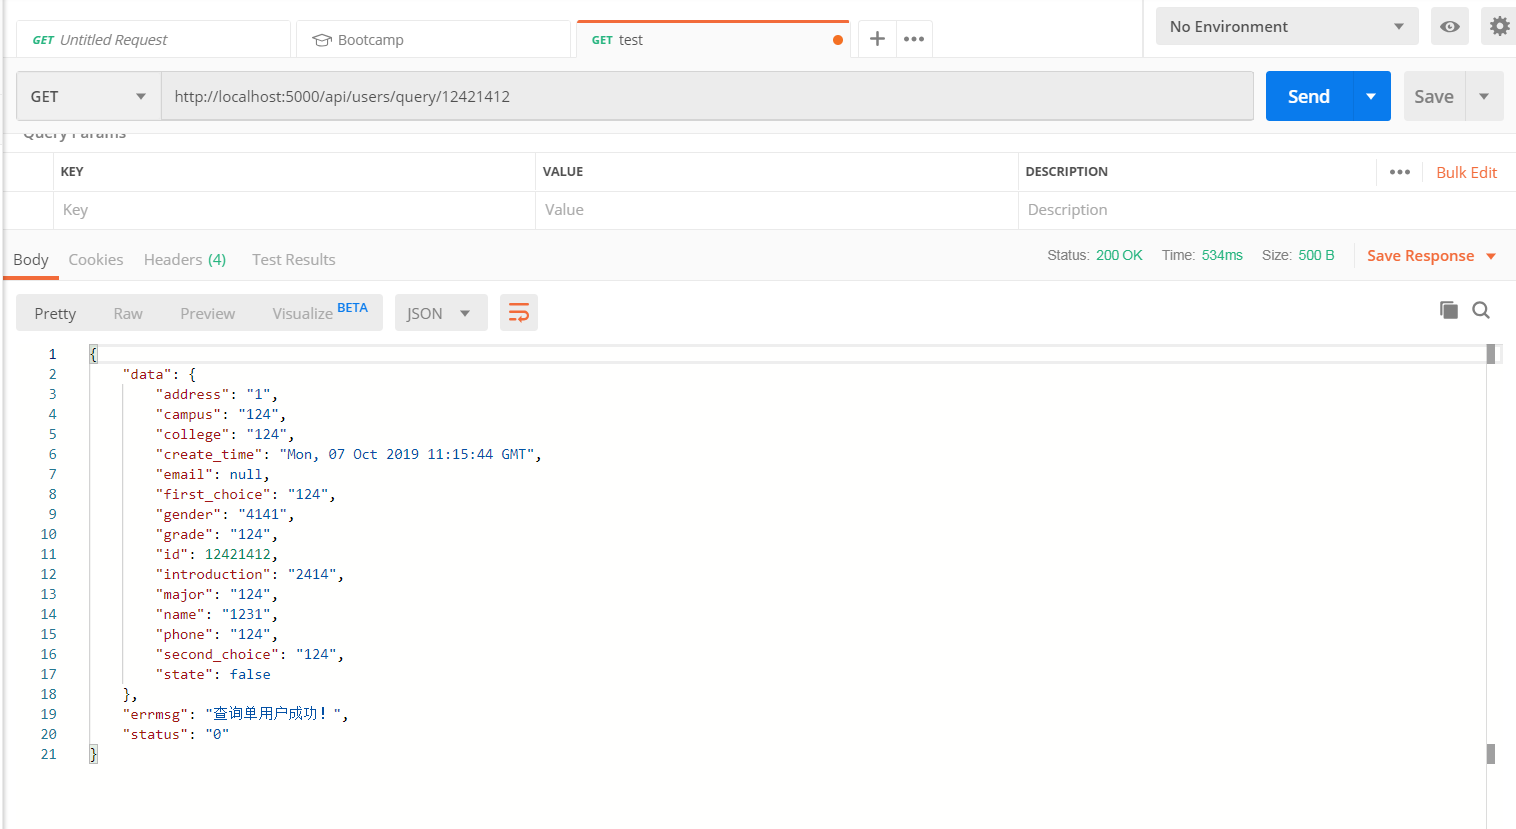 GET Untitled Request
Bootcamp
GET test
No Environment
GET
http://localhost:5000/api/users/query/12421412
Send
Save
Query Params
KEY VALUE DESCRIPTION
Bulk Edit
Key Value Description
Body Cookies Headers (4) Test Results
Status: 200 OK Time: 534ms Size: 500 B Save Response
Pretty Raw Preview Visualize BETA JSON
1 {
2 "data": {
3 "address": "1",
4 "campus": "124",
5 "college": "124",
6 "create_time": "Mon, 07 Oct 2019 11:15:44 GMT",
7 "email": null,
8 "first_choice": "124",
9 "gender": "4141",
10 "grade": "124",
11 "id": 12421412,
12 "introduction": "2414",
13 "major": "124",
14 "name": "1231",
15 "phone": "124",
16 "second_choice": "124",
17 "state": false
18 },
19 "errmsg": "查询单用户成功！",
20 "status": "0"
21 }